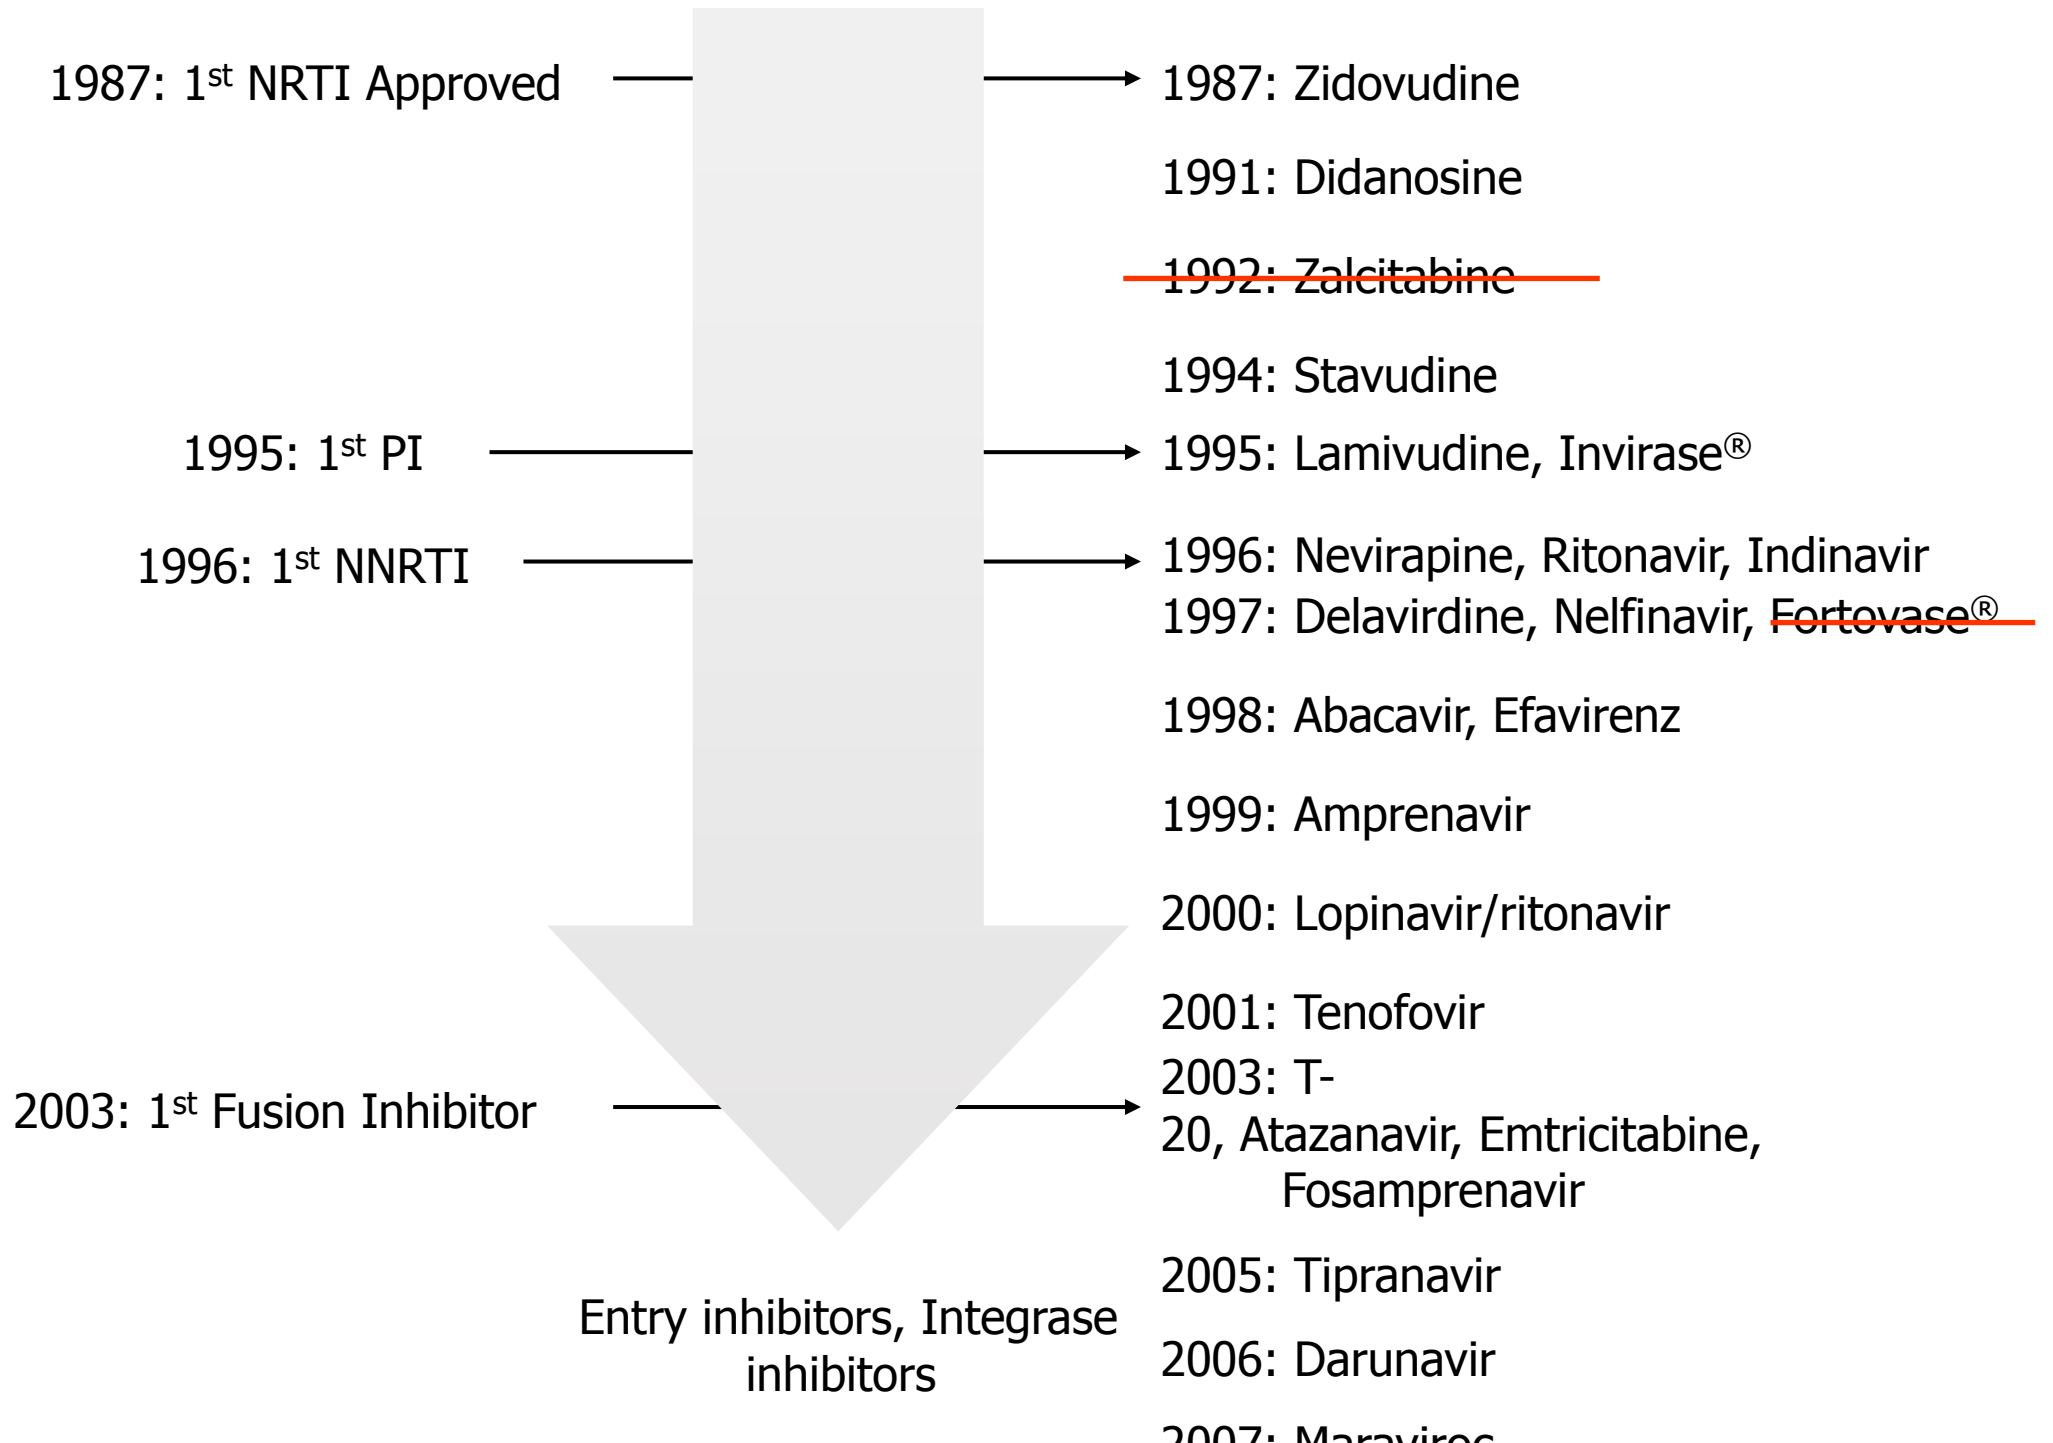 1987: 1st NRTI Approved
1987: Zidovudine
1991: Didanosine
1992: Zalcitabine
1994: Stavudine
1995: 1st PI
1995: Lamivudine, Invirase®
1996: 1st NNRTI
1996: Nevirapine, Ritonavir, Indinavir
1997: Delavirdine, Nelfinavir, Fortovase®
1998: Abacavir, Efavirenz
1999: Amprenavir
2000: Lopinavir/ritonavir
2001: Tenofovir
2003: 1st Fusion Inhibitor
2003: T-
20, Atazanavir, Emtricitabine,
Fosamprenavir
2005: Tipranavir
Entry inhibitors, Integrase
inhibitors
2006: Darunavir
2007: Maraviroc